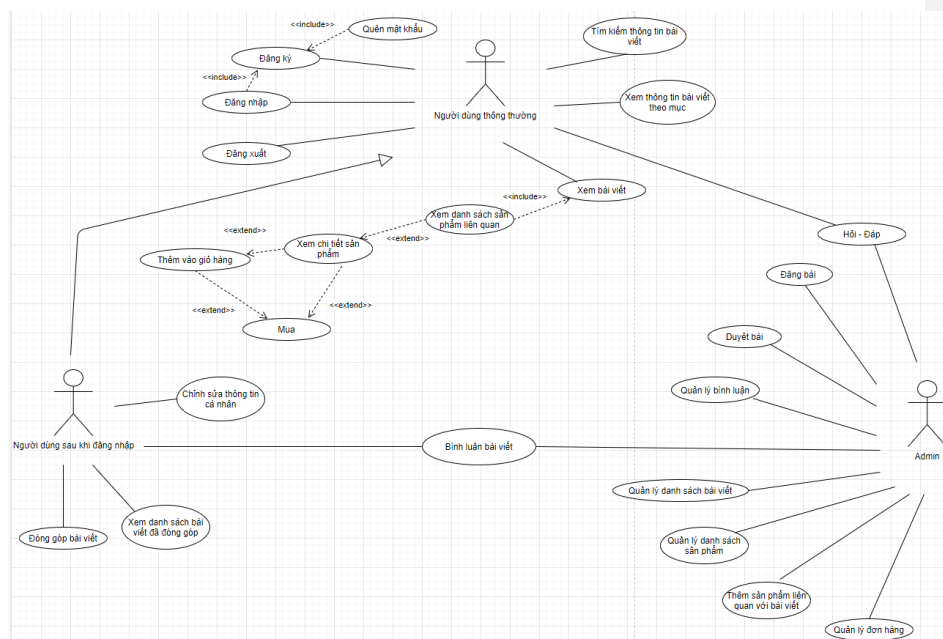 <<include>>
Quên mật khẩu
Tìm kiếm thông tin bài
viết
Đăng ký
<<include>>
Đăng nhập
Xem thông tin bài viết
theo mục
Người dùng thông thường
Đăng xuất
Xem bài viết
<<include>>
Xem danh sách sản
phẩm liên quan
<<extend>>
<<extend>>
Hỏi - Đáp
Xem chi tiết sản
phẩm
Thêm vào giỏ hàng
Đăng bài
<<extend>>
<<extend>>
Mua
Duyệt bài
Quản lý bình luận
Chỉnh sửa thông tin
cá nhân
Người dùng sau khi đăng nhập
Bình luận bài viết
Admin
Quản lý danh sách bài viết
Đóng góp bài viết
Xem danh sách bài
viết đã đóng góp
Quản lý danh sách
sản phẩm
Thêm sản phẩm liên
quan với bài viết
Quản lý đơn hàng